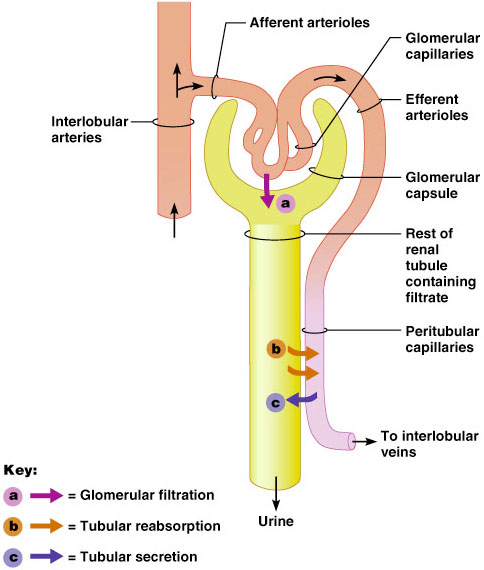 Afferent arterioles
Glomerular
capillaries
Interlobular
arteries
Efferent
arterioles
Glomerular
capsule
a
Rest of
renal
tubule
containing
filtrate
Peritubular
capillaries
b
c
To interlobular
veins
Urine
Key:
a = Glomerular filtration
b = Tubular reabsorption
c = Tubular secretion